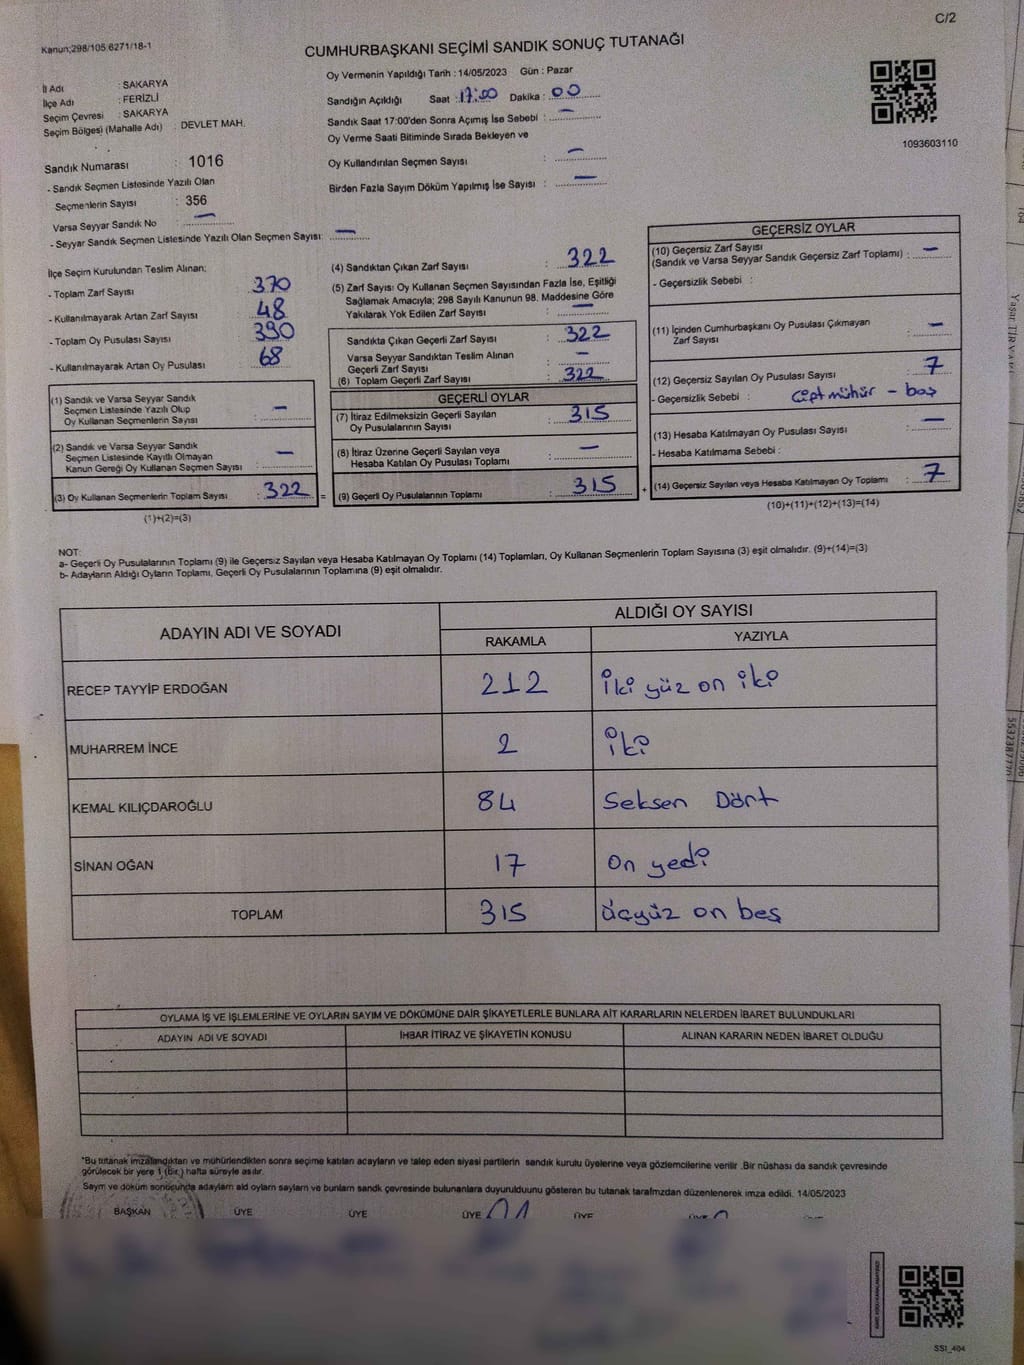 C/2
Kanun;298/105 6271/18-1
CUMHURBAŞKANI SEÇİMİ SANDIK SONUÇ TUTANAĞI
İl Adı : SAKARYA
İlçe Adı : FERİZLİ
Seçim Çevresi : SAKARYA
Seçim Bölgesi (Mahalle Adı) : DEVLET MAH.
Oy Vermenin Yapıldığı Tarih : 14/05/2023 Gün : Pazar
Sandığın Açıldığı Saat : 17:00 Dakika : 00
Sandık Saat 17:00'den Sonra Açımış İse Sebebi : —
Oy Verme Saati Bitiminde Sırada Bekleyen ve
Oy Kullandırılan Seçmen Sayısı : —
Birden Fazla Sayım Döküm Yapılmış İse Sayısı : —
1093603110
Sandık Numarası : 1016
- Sandık Seçmen Listesinde Yazılı Olan
Seçmenlerin Sayısı : 356
Varsa Seyyar Sandık No : —
- Seyyar Sandık Seçmen Listesinde Yazılı Olan Seçmen Sayısı: —
İlçe Seçim Kurulundan Teslim Alınan;
- Toplam Zarf Sayısı : 370
- Kullanılmayarak Artan Zarf Sayısı : 48
- Toplam Oy Pusulası Sayısı : 390
- Kullanılmayarak Artan Oy Pusulası : 68
(1) Sandık ve Varsa Seyyar Sandık
Seçmen Listesinde Yazılı Olup
Oy Kullanan Seçmenlerin Sayısı : —
(2) Sandık ve Varsa Seyyar Sandık
Seçmen Listesinde Kayıtlı Olmayan
Kanun Gereği Oy Kullanan Seçmen Sayısı : —
(3) Oy Kullanan Seçmenlerin Toplam Sayısı : 322 =
(1)+(2)=(3)
(4) Sandıktan Çıkan Zarf Sayısı : 322
(5) Zarf Sayısı Oy Kullanan Seçmen Sayısından Fazla İse, Eşitliği
Sağlamak Amacıyla; 298 Sayılı Kanunun 98. Maddesine Göre
Yakılarak Yok Edilen Zarf Sayısı : —
Sandıkta Çıkan Geçerli Zarf Sayısı : 322
Varsa Seyyar Sandıktan Teslim Alınan
Geçerli Zarf Sayısı : —
(6) Toplam Geçerli Zarf Sayısı : 322
GEÇERLİ OYLAR
(7) İtiraz Edilmeksizin Geçerli Sayılan
Oy Pusulalarının Sayısı : 315
(8) İtiraz Üzerine Geçerli Sayılan veya
Hesaba Katılan Oy Pusulası Toplamı : —
(9) Geçerli Oy Pusulalarının Toplamı : 315 +
GEÇERSİZ OYLAR
(10) Geçersiz Zarf Sayısı
(Sandık ve Varsa Seyyar Sandık Geçersiz Zarf Toplamı) : —
- Geçersizlik Sebebi :
(11) İçinden Cumhurbaşkanı Oy Pusulası Çıkmayan
Zarf Sayısı : —
(12) Geçersiz Sayılan Oy Pusulası Sayısı : 7
- Geçersizlik Sebebi : Çift mühür - boş
(13) Hesaba Katılmayan Oy Pusulası Sayısı : —
- Hesaba Katılmama Sebebi :
(14) Geçersiz Sayılan veya Hesaba Katılmayan Oy Toplamı : 7
(10)+(11)+(12)+(13)=(14)
NOT:
a- Geçerli Oy Pusulalarının Toplamı (9) ile Geçersiz Sayılan veya Hesaba Katılmayan Oy Toplamı (14) Toplamları, Oy Kullanan Seçmenlerin Toplam Sayısına (3) eşit olmalıdır. (9)+(14)=(3)
b- Adayların Aldığı Oyların Toplamı, Geçerli Oy Pusulalarının Toplamına (9) eşit olmalıdır.
ADAYIN ADI VE SOYADI ALDIĞI OY SAYISI
RAKAMLA YAZIYLA
RECEP TAYYİP ERDOĞAN 212 iki yüz on iki
MUHARREM İNCE 2 iki
KEMAL KILIÇDAROĞLU 84 Seksen Dört
SİNAN OĞAN 17 On yedi
TOPLAM 315 üçyüz on beş
OYLAMA İŞ VE İŞLEMLERİNE VE OYLARIN SAYIM VE DÖKÜMÜNE DAİR ŞİKAYETLERLE BUNLARA AİT KARARLARIN NELERDEN İBARET BULUNDUKLARI
ADAYIN ADI VE SOYADI İHBAR İTİRAZ VE ŞİKAYETİN KONUSU ALINAN KARARIN NEDEN İBARET OLDUĞU
*Bu tutanak imzalandıktan ve mühürlendikten sonra seçime katılan adayların ve talep eden siyasi partilerin sandık kurulu üyelerine veya gözlemcilerine verilir .Bir nüshası da sandık çevresinde
görülecek bir yere 1 (bir) hafta süreyle asılır.
Sayım ve döküm sonucunda adayların ald oyların sayların ve bunların sandk çevresinde bulunanlara duyurulduunu gösteren bu tutanak tarafmzdan düzenlenerek imza edildi. 14/05/2023
BAŞKAN ÜYE ÜYE ÜYE ÜYE ÜYE
SSI_404